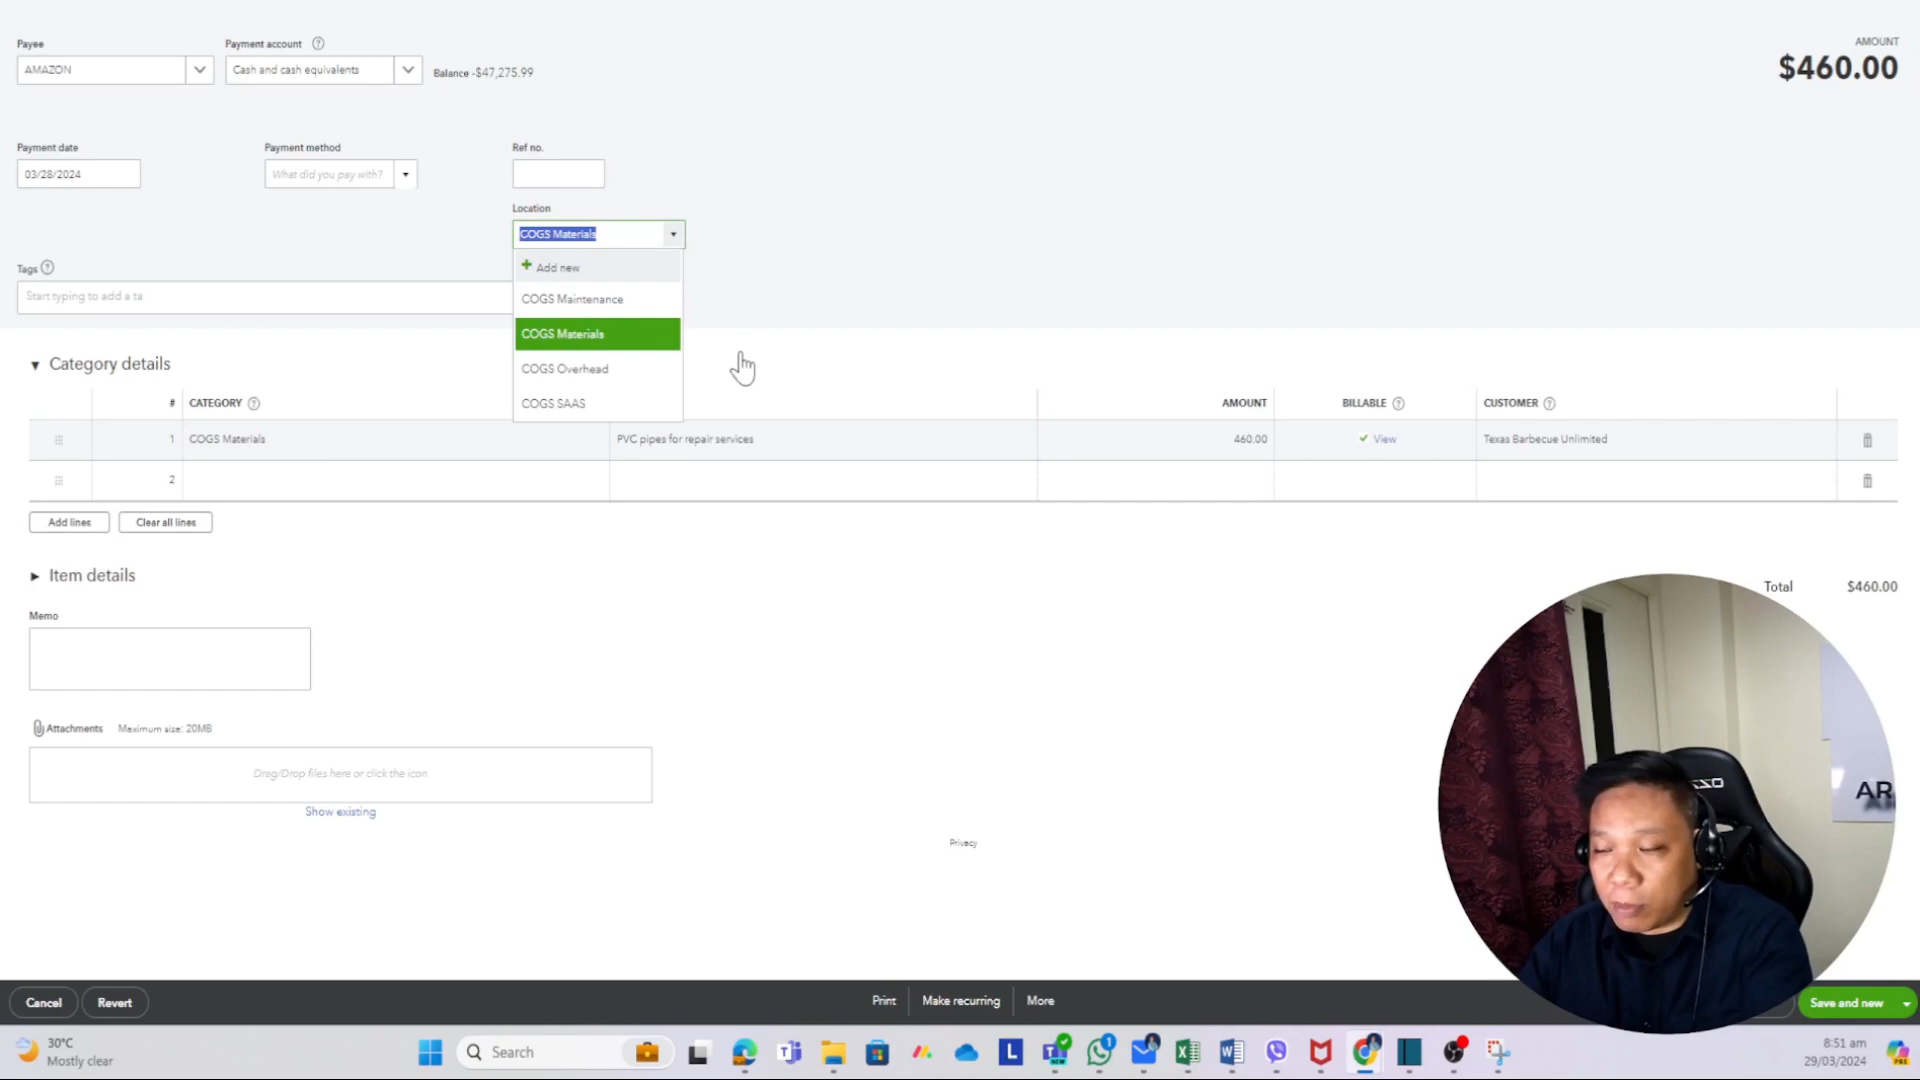 Payee
Payment account
AMOUNT
AMAZON
Cash and cash equivalents
Balance -$47,275.99
$460.00
Payment date
Payment method
Ref no.
03/28/2024
What did you pay with?
Location
COGS Materials
Add new
Tags
Start typing to add a ta
COGS Maintenance
COGS Materials
COGS Overhead
COGS SAAS
Category details
# CATEGORY AMOUNT BILLABLE CUSTOMER
1 COGS Materials PVC pipes for repair services 460.00 View Texas Barbecue Unlimited
2
Add lines
Clear all lines
Item details
Total $460.00
Memo
Attachments Maximum size: 20MB
Drag/Drop files here or click the icon
Show existing
Privacy
AR
Cancel
Revert
Print
Make recurring
More
Save and new
30°C
Mostly clear
Search
8:51 am
29/03/2024